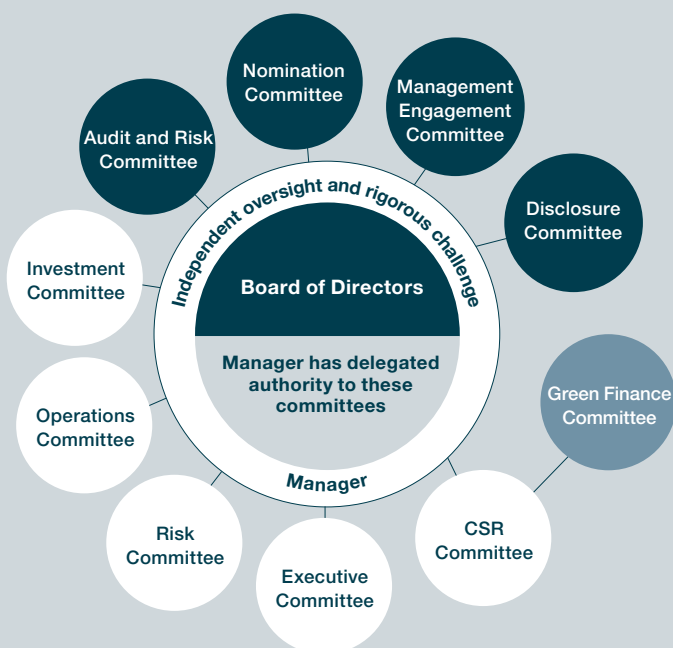 Nomination
Committee
Management
Engagement
Committee
Audit and Risk
Committee
Disclosure
Committee
Independent oversight and rigorous challenge
Investment
Committee
Board of Directors
Manager has delegated
authority to these
committees
Green Finance
Committee
Operations
Committee
Manager
Risk
Committee
CSR
Committee
Executive
Committee